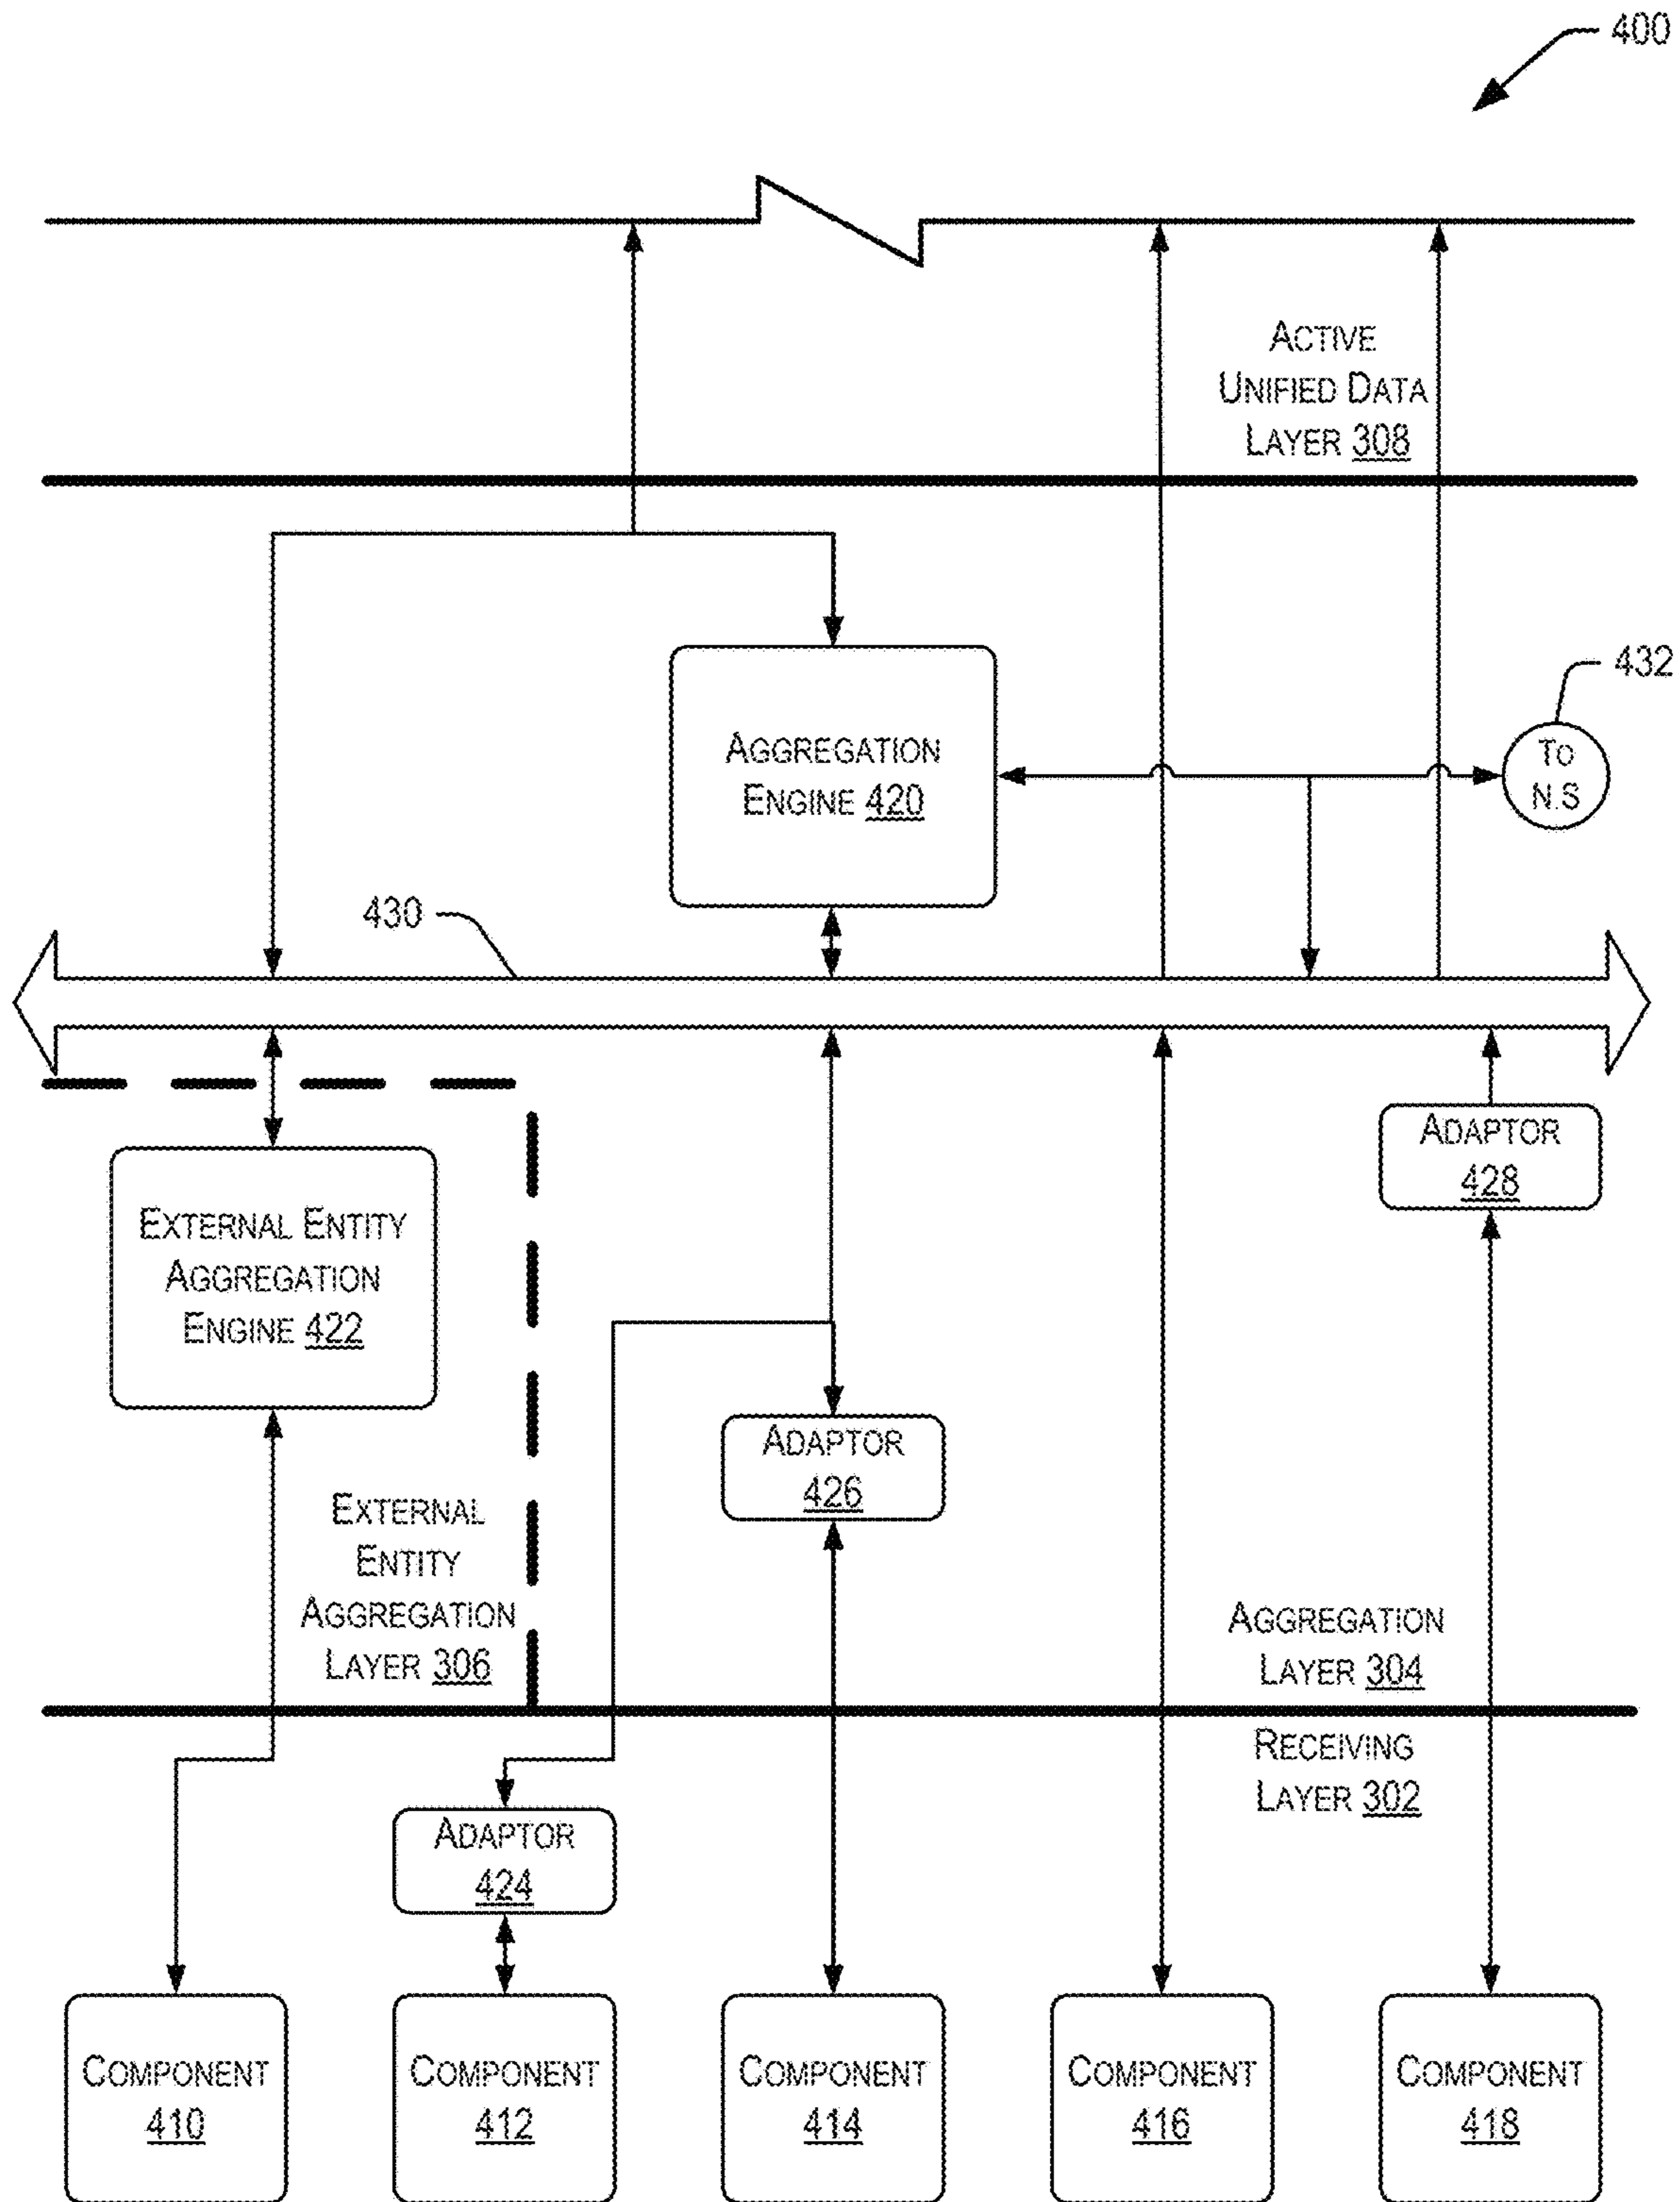 400
ACTIVE
UNIFIED DATA
LAYER 308
432
AGGREGATION
ENGINE 420
TO
N.S
430
ADAPTOR
428
EXTERNAL ENTITY
AGGREGATION
ENGINE 422
ADAPTOR
426
EXTERNAL
ENTITY
AGGREGATION
LAYER 306
AGGREGATION
LAYER 304
RECEIVING
LAYER 302
ADAPTOR
424
COMPONENT
410
COMPONENT
412
COMPONENT
414
COMPONENT
416
COMPONENT
418